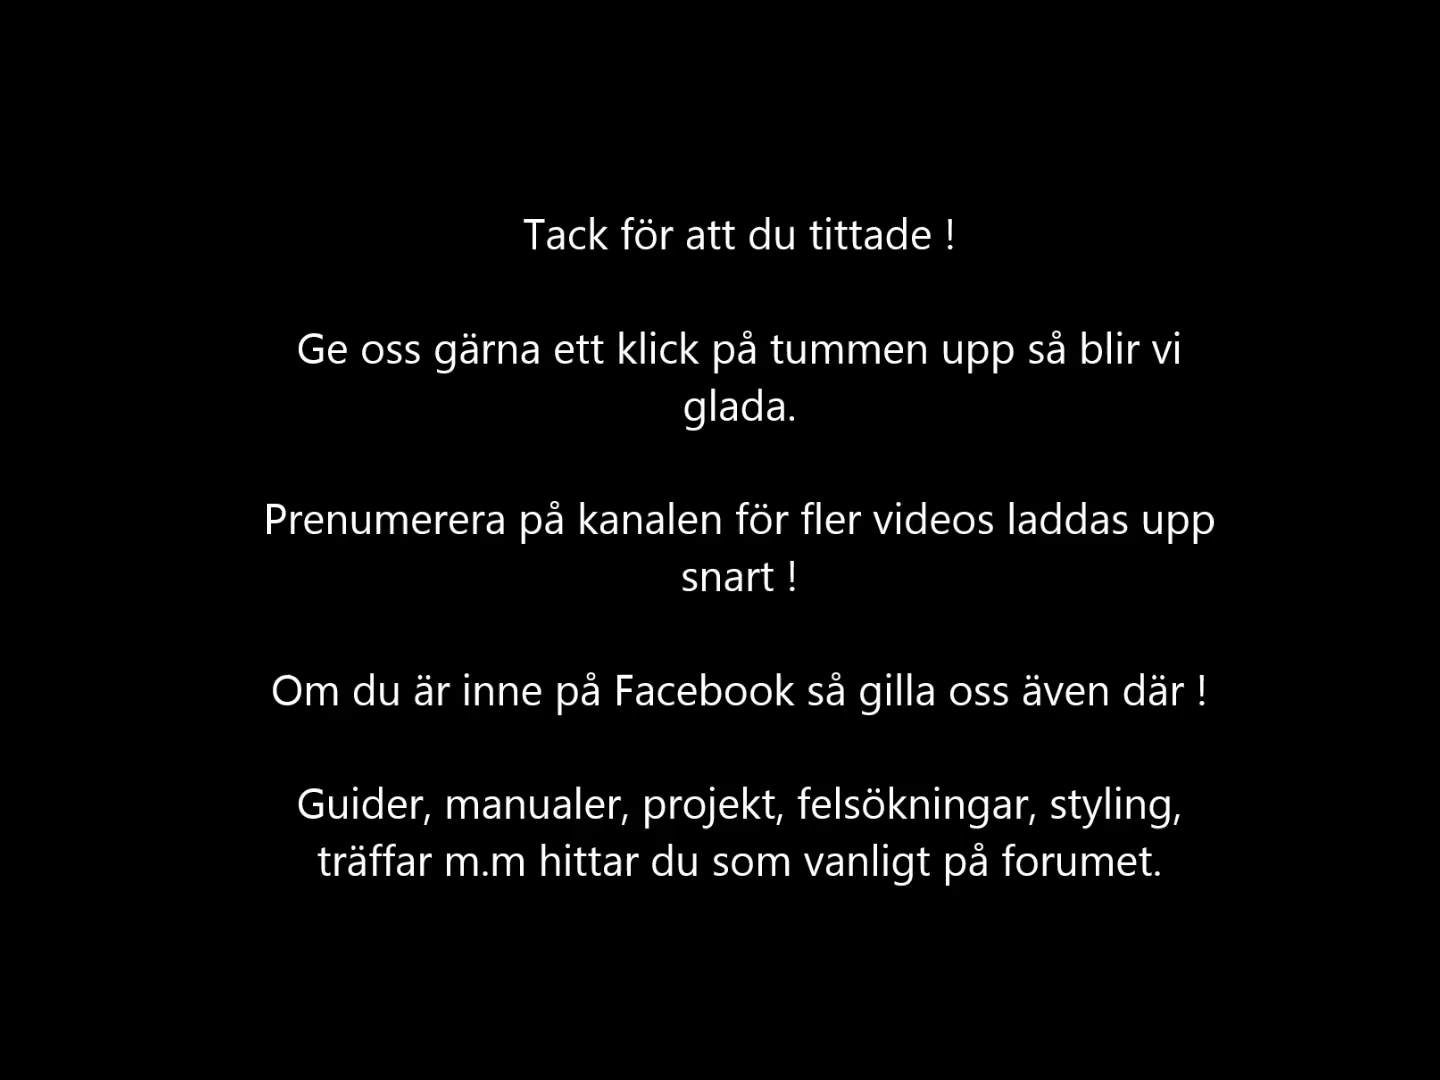 Tack för att du tittade !
Ge oss gärna ett klick på tummen upp så blir vi
glada.
Prenumerera på kanalen för fler videos laddas upp
snart !
Om du är inne på Facebook så gilla oss även där !
Guider, manualer, projekt, felsökningar, styling,
träffar m.m hittar du som vanligt på forumet.